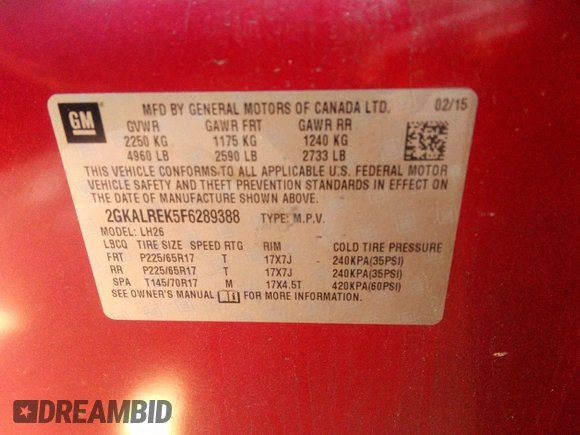 GM
MFD BY GENERAL MOTORS OF CANADA LTD. 02/15
GVWR GAWR FRT GAWR RR
2250 KG 1175 KG 1240 KG
4960 LB 2590 LB 2733 LB
THIS VEHICLE CONFORMS TO ALL APPLICABLE U.S. FEDERAL MOTOR
VEHICLE SAFETY AND THEFT PREVENTION STANDARDS IN EFFECT ON
THE DATE OF MANUFACTURE SHOWN ABOVE.
2GKALREK5F6289388 TYPE: M.P.V.
MODEL: LH26
LBCQ TIRE SIZE SPEED RTG RIM COLD TIRE PRESSURE
FRT P225/65R17 T 17X7J 240KPA(35PSI)
RR P225/65R17 T 17X7J 240KPA(35PSI)
SPA T145/70R17 M 17X4.5T 420KPA(60PSI)
SEE OWNER'S MANUAL FOR MORE INFORMATION.
DREAMBID